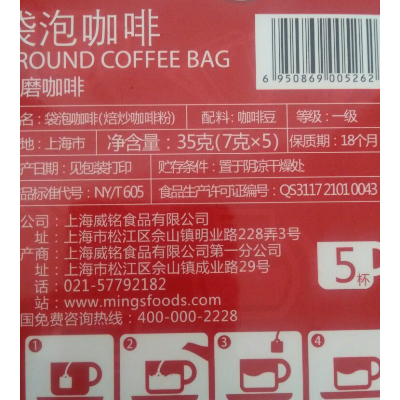 袋泡咖啡
ROUND COFFEE BAG
磨咖啡
6 950869 005262
名：袋泡咖啡(焙炒咖啡粉) 配料：咖啡豆 等级：一级
地：上海市 净含量：35克(7克×5) 保质期：18个月
产日期：见包装打印 贮存条件：置于阴凉干燥处
品标准代号：NY/T 605 食品生产许可证编号：QS3117 2101 0043
公司：上海威铭食品有限公司
址：上海市松江区佘山镇明业路228弄3号
产商：上海威铭食品有限公司第一分公司
址：上海市松江区佘山镇成业路29号
话：021-57792182
站：www.mingsfoods.com
国免费咨询热线：400-000-2228
5杯
1 2 3 4